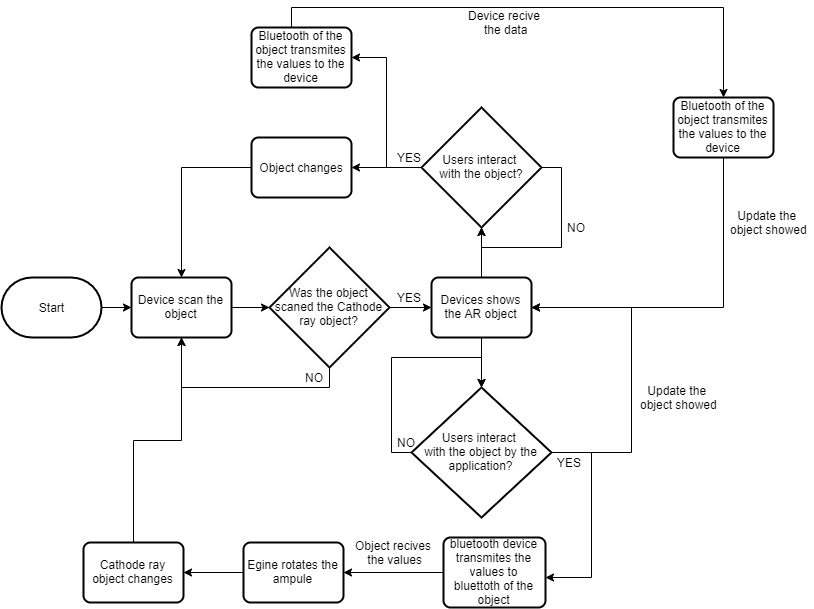 Device recive
the data
Bluetooth of the
object transmites
the values to the
device
Bluetooth of the
object transmites
the values to the
device
Object changes
YES
Users interact
with the object?
NO
Update the
object showed
Start
Device scan the
object
Was the object
scaned the Cathode
ray object?
YES
Devices shows
the AR object
NO
Update the
object showed
NO
Users interact
with the object by the
application?
YES
Cathode ray
object changes
Egine rotates the
ampule
Object recives
the values
bluetooth device
transmites the
values to
bluettoth of the
object